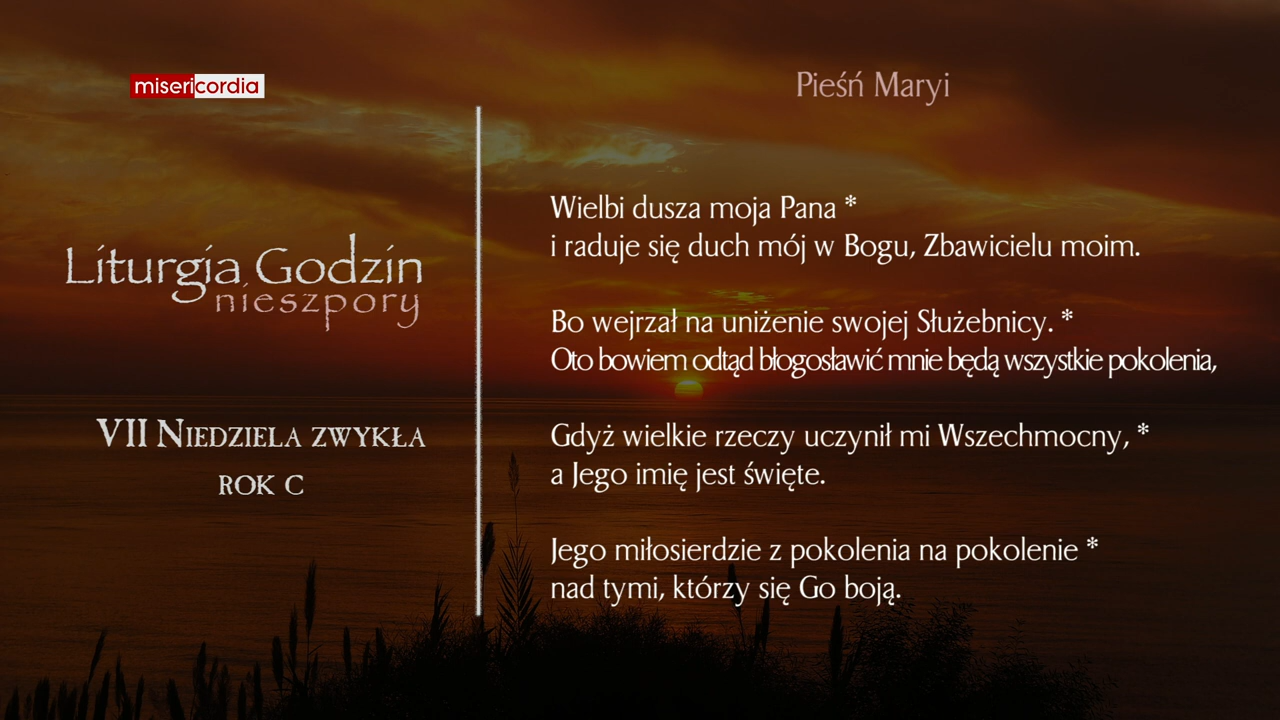 misericordia
Liturgia Godzin
nieszpory
VII Niedziela zwykła
rok C
Pieśń Maryi
Wielbi dusza moja Pana *
i raduje się duch mój w Bogu, Zbawicielu moim.
Bo wejrzał na uniżenie swojej Służebnicy. *
Oto bowiem odtąd błogosławić mnie będą wszystkie pokolenia,
Gdyż wielkie rzeczy uczynił mi Wszechmocny, *
a Jego imię jest święte.
Jego miłosierdzie z pokolenia na pokolenie *
nad tymi, którzy się Go boją.